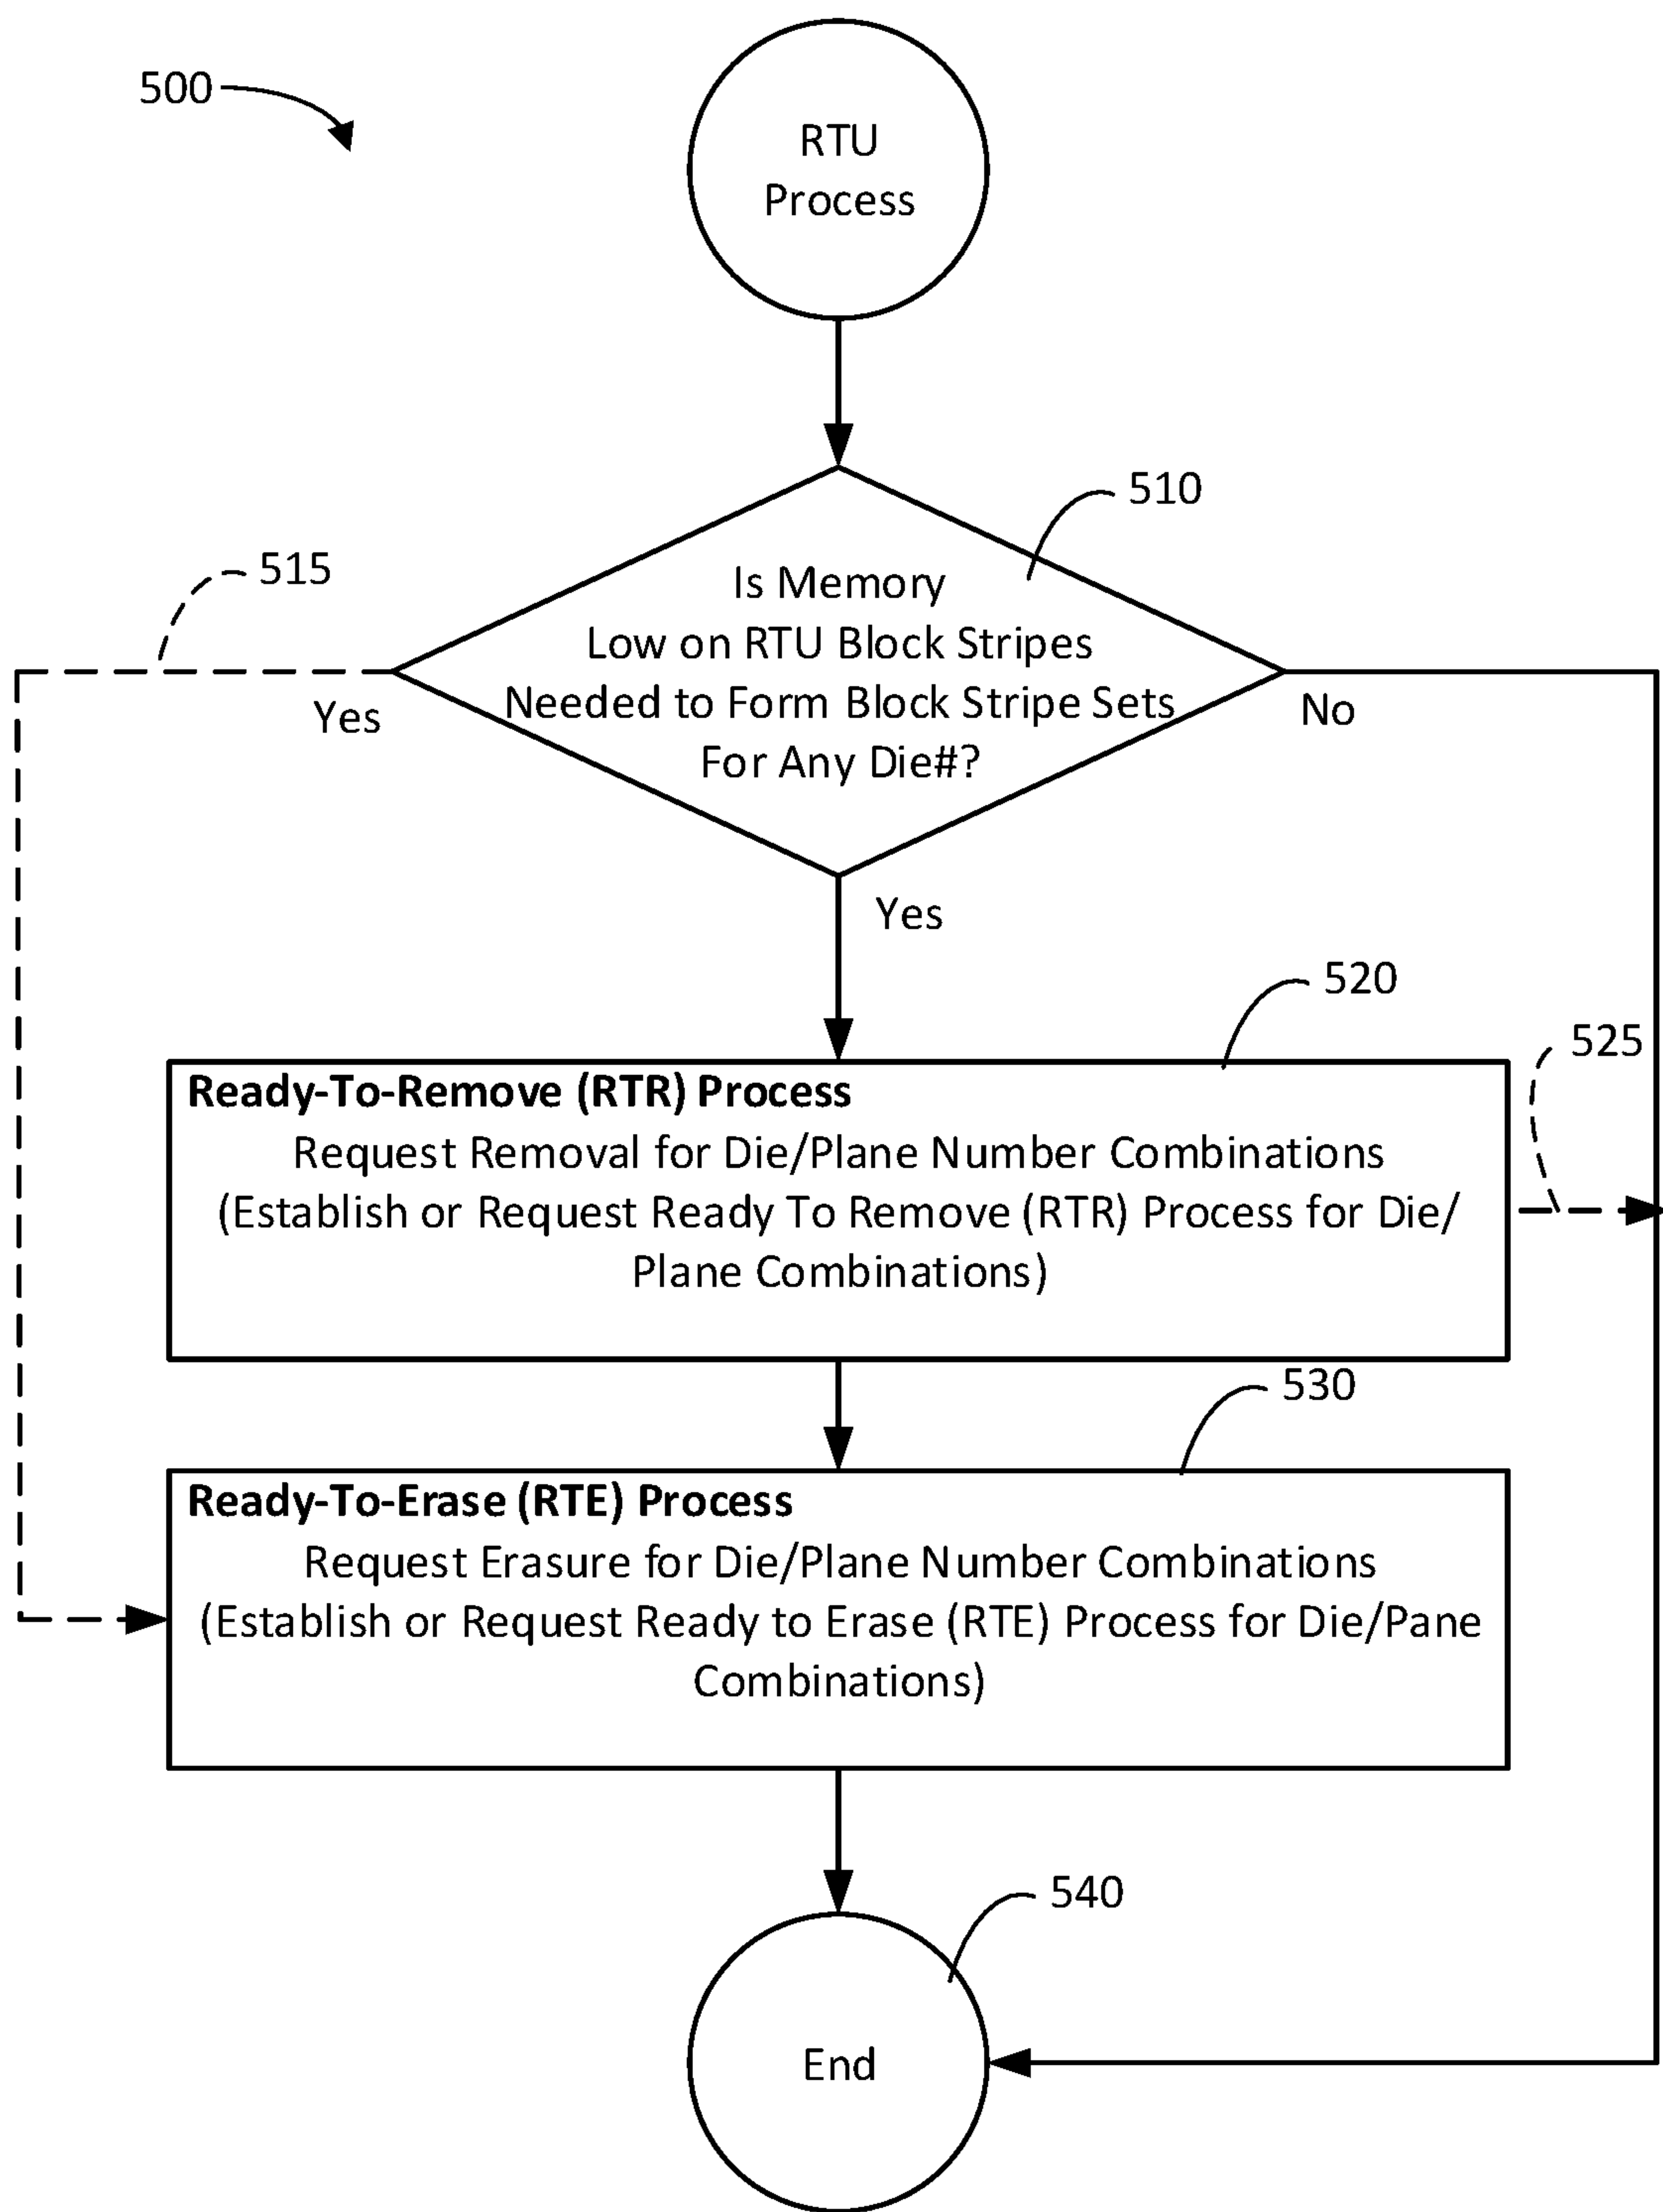 500
RTU
Process
510
515
Is Memory
Low on RTU Block Stripes
Needed to Form Block Stripe Sets
For Any Die#?
Yes
No
Yes
520
525
Ready-To-Remove (RTR) Process
Request Removal for Die/Plane Number Combinations
(Establish or Request Ready To Remove (RTR) Process for Die/
Plane Combinations)
530
Ready-To-Erase (RTE) Process
Request Erasure for Die/Plane Number Combinations
(Establish or Request Ready to Erase (RTE) Process for Die/Pane
Combinations)
540
End